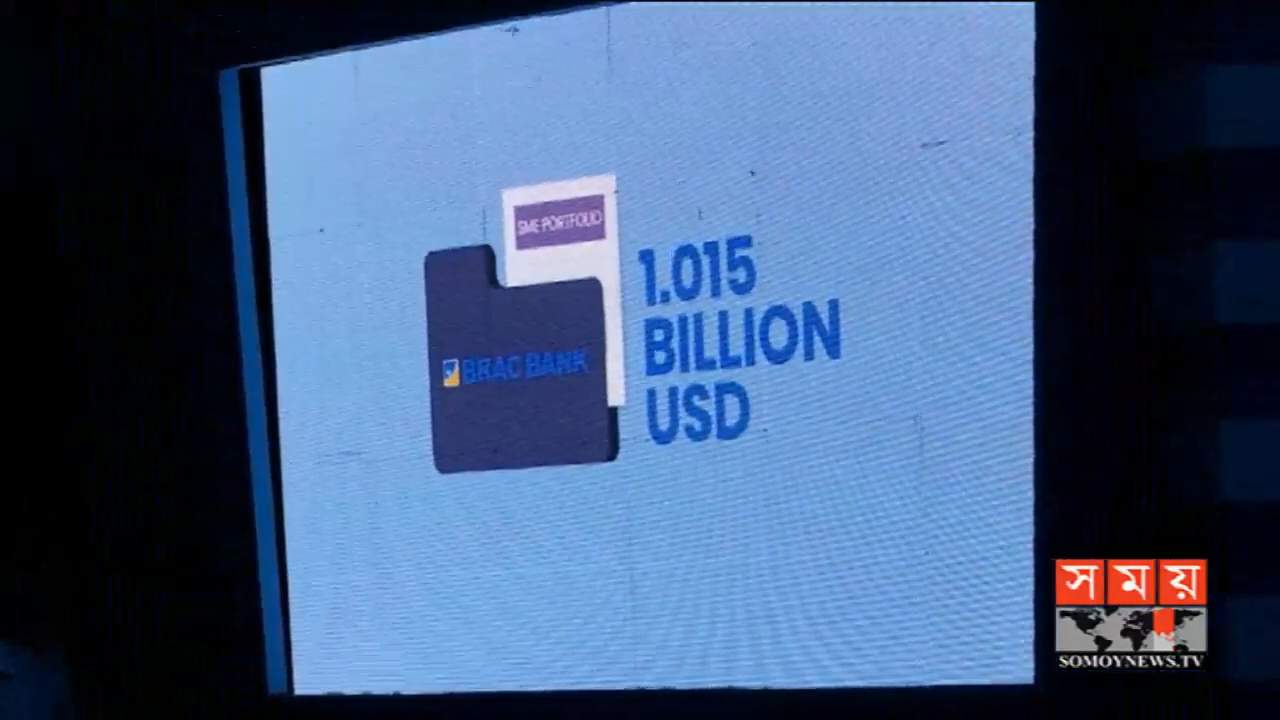 SME PORTFOLIO
BRAC BANK
1.015
BILLION
USD
সময়
SOMOYNEWS.TV